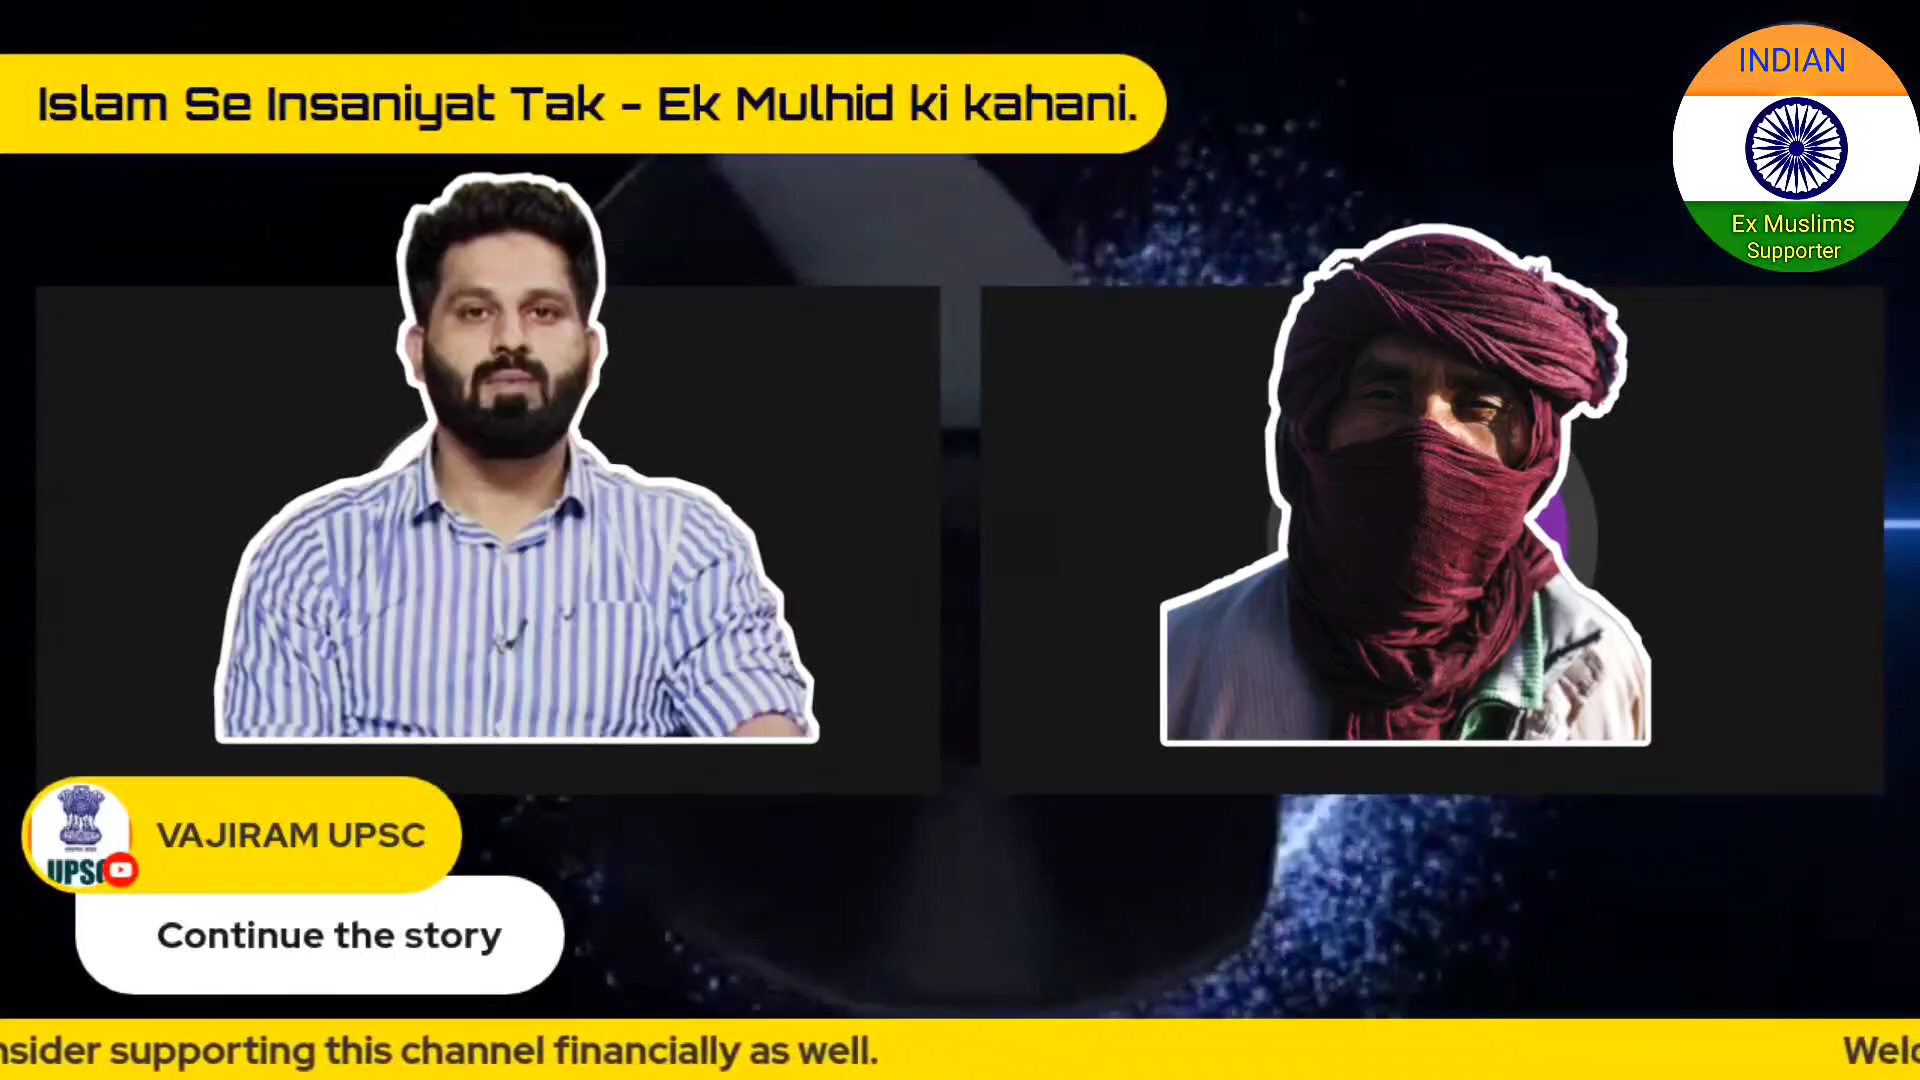 Islam Se Insaniyat Tak - Ek Mulhid ki kahani.
INDIAN
Ex Muslims
Supporter
VAJIRAM UPSC
UPSC
Continue the story
nsider supporting this channel financially as well.
Welc